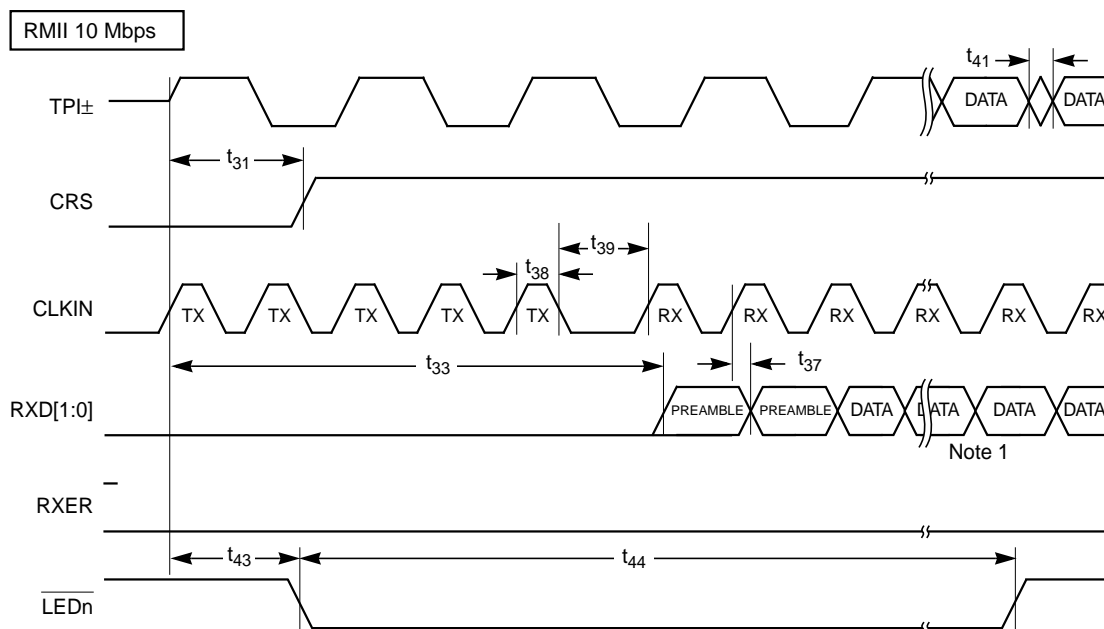 RMII 10 Mbps
t41
TPI± DATA DATA
t31
CRS
t39
t38
CLKIN TX TX TX TX TX RX RX RX RX RX RX
t33 t37
RXD[1:0] PREAMBLE PREAMBLE DATA DATA DATA DATA
Note 1
RXER
t43 t44
LEDn